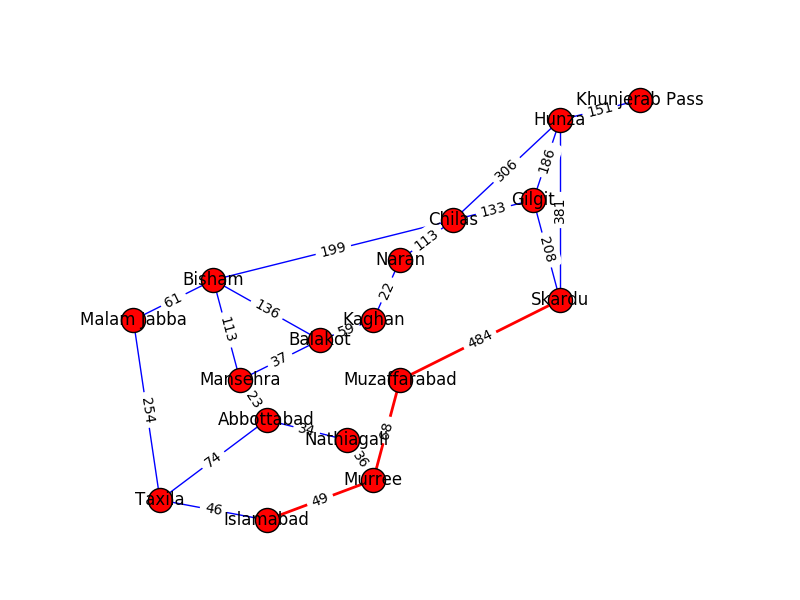 Khunjerab Pass
151
Hunza
306
186
Gilgit
381
133
Chilas
113
208
199
Naran
Bisham
22
Skardu
61
136
Malam Jabba
Kaghan
113
59
Balakot
484
37
Mansehra
Muzaffarabad
23
254
Abbottabad
34
68
Nathiagali
74
36
Murree
Taxila
46
49
Islamabad